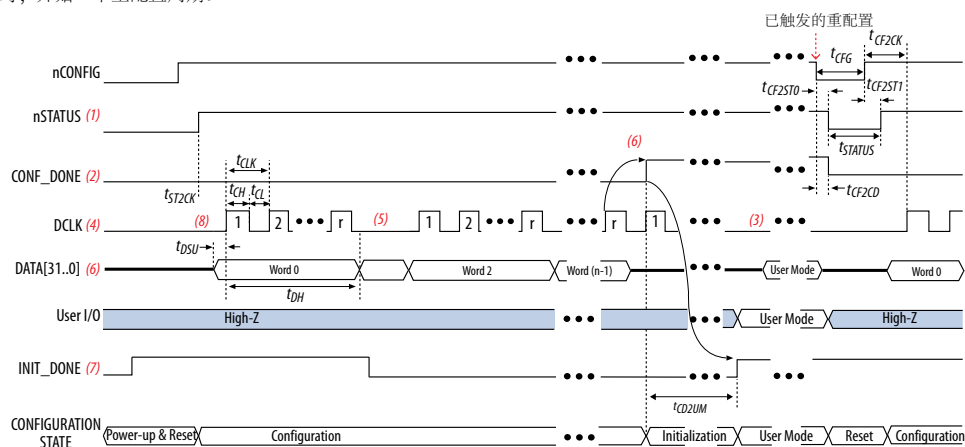 已触发的重配置
tCFG
tCF2CK
nCONFIG
tCF2ST0
tCF2ST1
nSTATUS (1)
tSTATUS
(6)
CONF_DONE (2)
tCLK
tCF2CD
tST2CK
tCH
tCL
DCLK (4)
(8)
1
2
r
(5)
1
2
r
r
1
(3)
tDSU
DATA[31..0] (6)
Word 0
Word 2
Word (n-1)
User Mode
Word 0
tDH
User I/O
High-Z
User Mode
High-Z
INIT_DONE (7)
tCD2UM
CONFIGURATION
STATE
Power-up & Reset
Configuration
Initialization
User Mode
Reset
Configuration